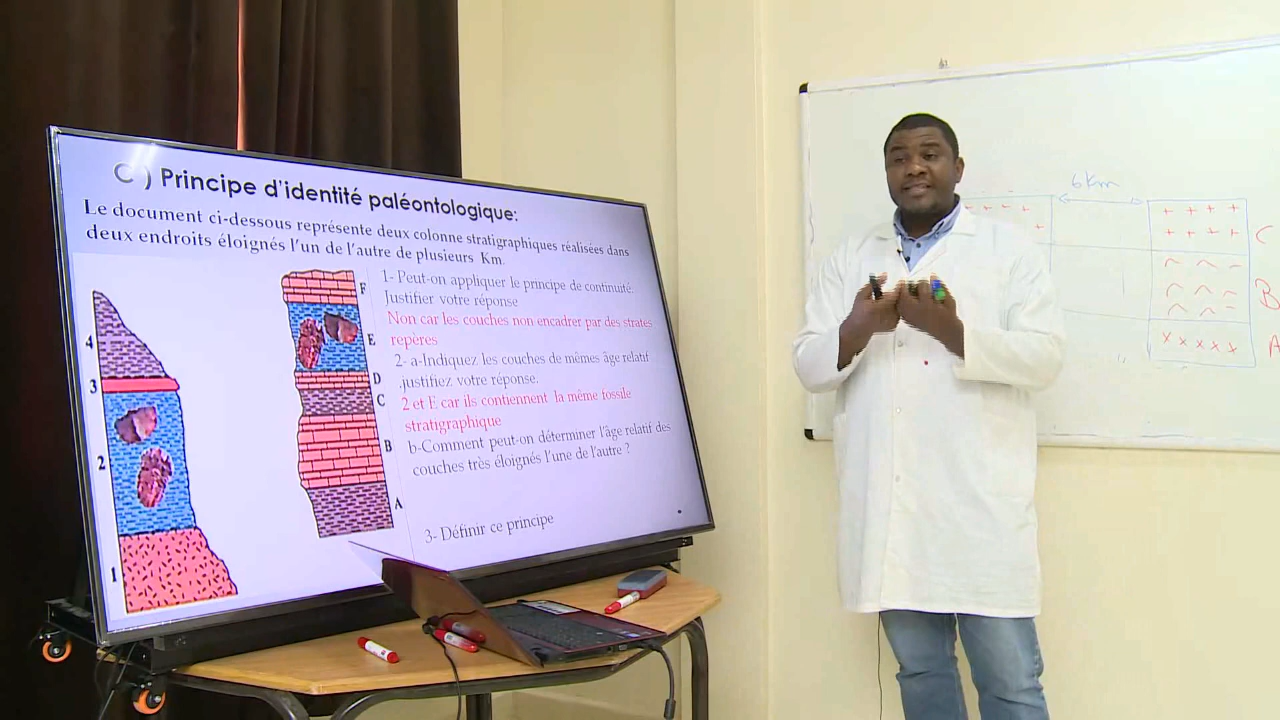 C ) Principe d'identité paléontologique:
Le document ci-dessous représente deux colonne stratigraphiques réalisées dans
deux endroits éloignés l'un de l'autre de plusieurs Km.
1- Peut-on appliquer le principe de continuité.
Justifier votre réponse
Non car les couches non encadrer par des strates
repères
2- a-Indiquez les couches de mêmes âge relatif
.justifiez votre réponse.
2 et E car ils contiennent la même fossile
stratigraphique
b-Comment peut-on déterminer l'âge relatif des
couches très éloignés l'une de l'autre ?
3- Définir ce principe
4
3
2
1
F
E
D
C
B
A
6 Km
C
B
A